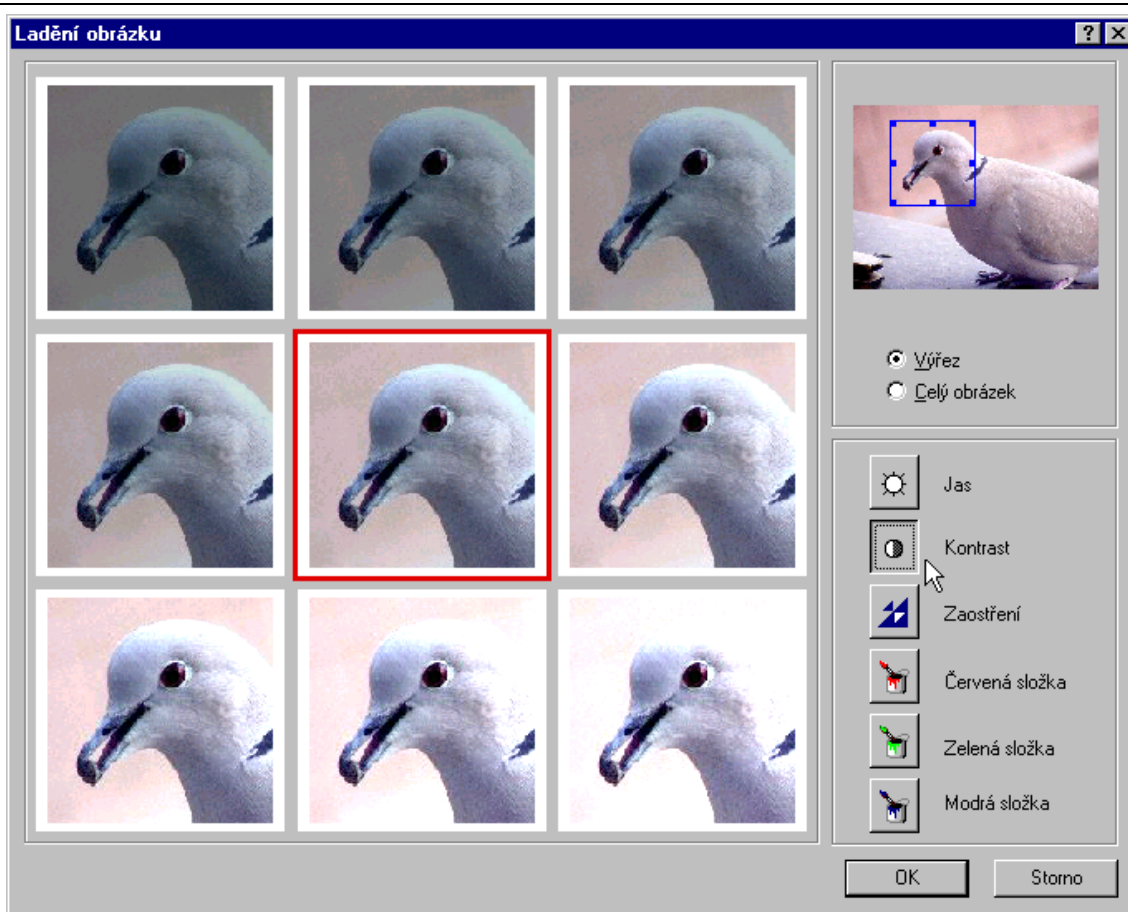 Ladění obrázku
Výřez
Celý obrázek
Jas
Kontrast
Zaostření
Červená složka
Zelená složka
Modrá složka
OK
Storno